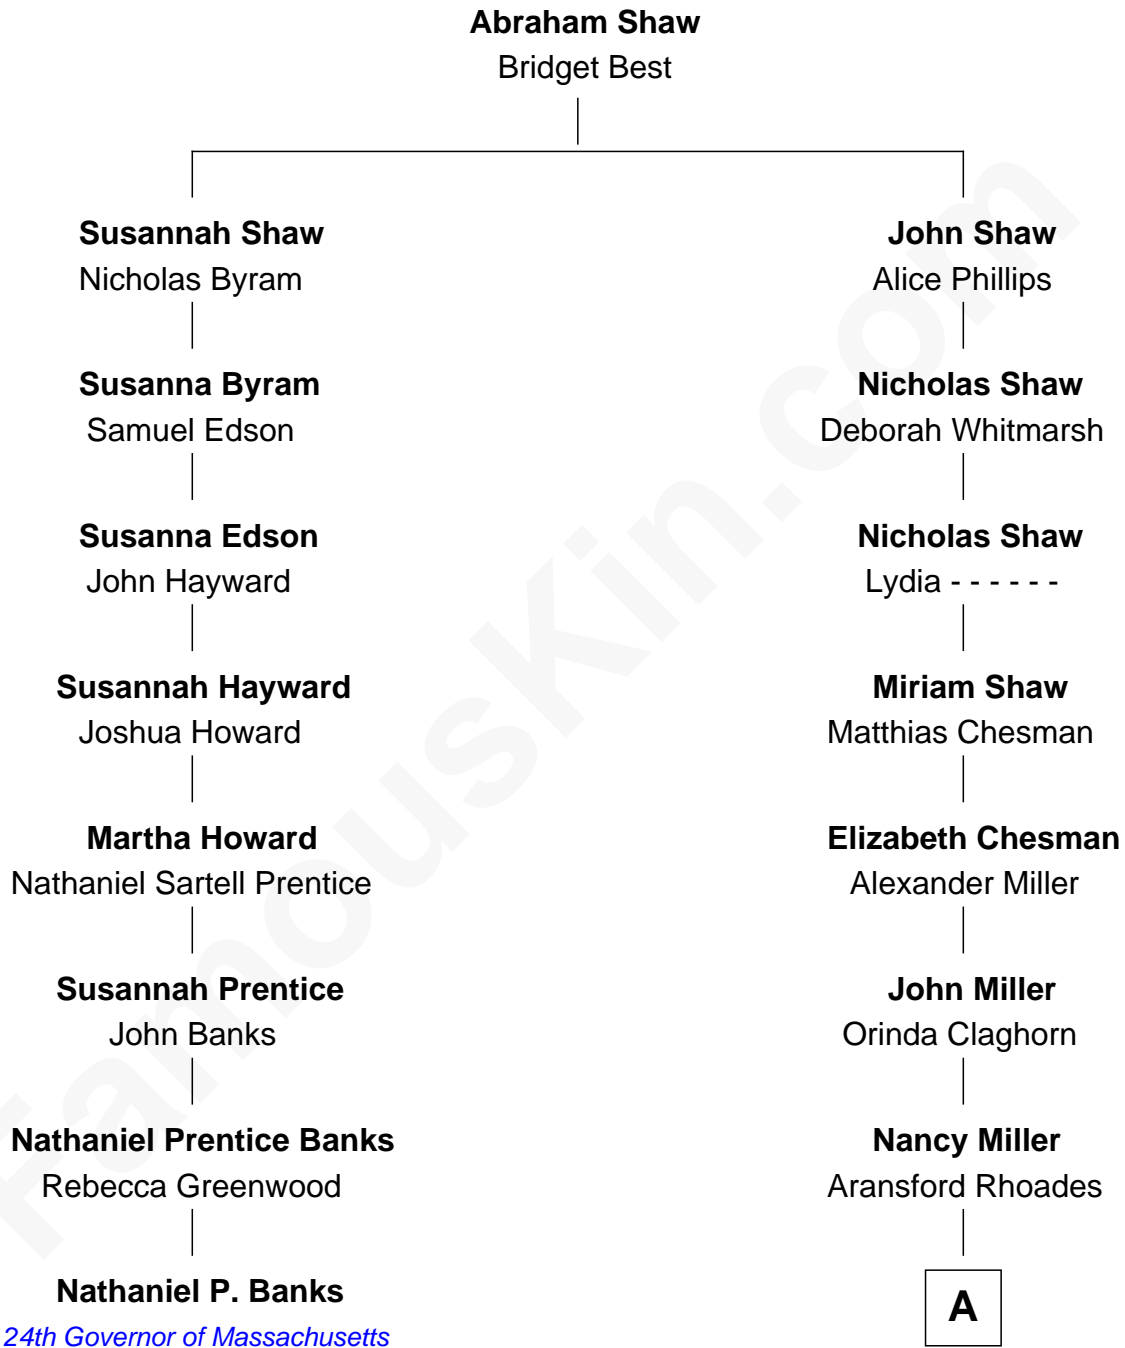 Abraham Shaw
Bridget Best
Susannah Shaw
Nicholas Byram
John Shaw
Alice Phillips
Susanna Byram
Samuel Edson
Nicholas Shaw
Deborah Whitmarsh
Susanna Edson
John Hayward
Nicholas Shaw
Lydia - - - - - -
Susannah Hayward
Joshua Howard
Miriam Shaw
Matthias Chesman
Martha Howard
Nathaniel Sartell Prentice
Elizabeth Chesman
Alexander Miller
Susannah Prentice
John Banks
John Miller
Orinda Claghorn
Nathaniel Prentice Banks
Rebecca Greenwood
Nancy Miller
Aransford Rhoades
Nathaniel P. Banks
24th Governor of Massachusetts
A
FamousKin.com